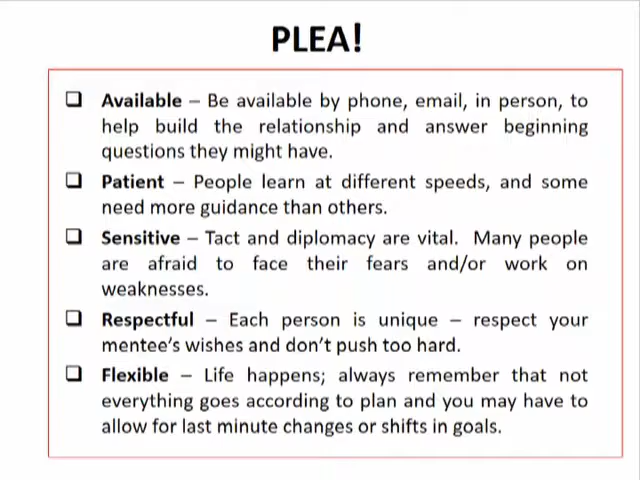 PLEA!
❑ Available – Be available by phone, email, in person, to
help build the relationship and answer beginning
questions they might have.
❑ Patient – People learn at different speeds, and some
need more guidance than others.
❑ Sensitive – Tact and diplomacy are vital. Many people
are afraid to face their fears and/or work on
weaknesses.
❑ Respectful – Each person is unique – respect your
mentee's wishes and don't push too hard.
❑ Flexible – Life happens; always remember that not
everything goes according to plan and you may have to
allow for last minute changes or shifts in goals.